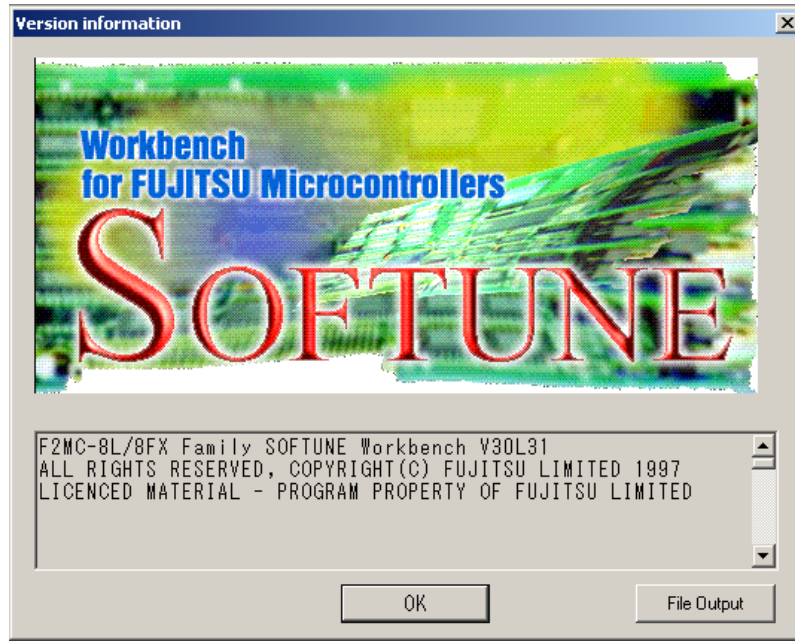 Version information
Workbench
for FUJITSU Microcontrollers
SOFTUNE
F2MC-8L/8FX Family SOFTUNE Workbench V30L31
ALL RIGHTS RESERVED, COPYRIGHT(C) FUJITSU LIMITED 1997
LICENCED MATERIAL - PROGRAM PROPERTY OF FUJITSU LIMITED
OK
File Output